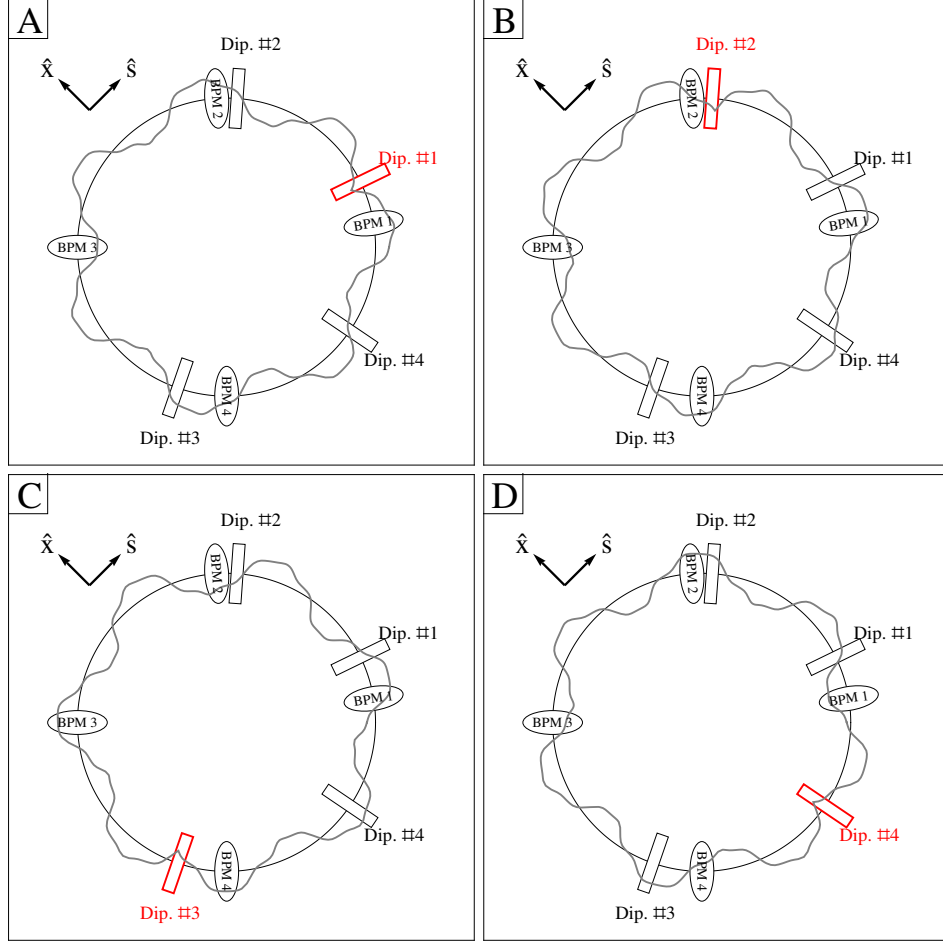 A
Dip. #2
x̂ ŝ
BPM 2
Dip. #1
BPM 1
BPM 3
Dip. #4
BPM 4
Dip. #3
B
Dip. #2
x̂ ŝ
BPM 2
Dip. #1
BPM 1
BPM 3
Dip. #4
BPM 4
Dip. #3
C
Dip. #2
x̂ ŝ
BPM 2
Dip. #1
BPM 1
BPM 3
Dip. #4
BPM 4
Dip. #3
D
Dip. #2
x̂ ŝ
BPM 2
Dip. #1
BPM 1
BPM 3
Dip. #4
BPM 4
Dip. #3